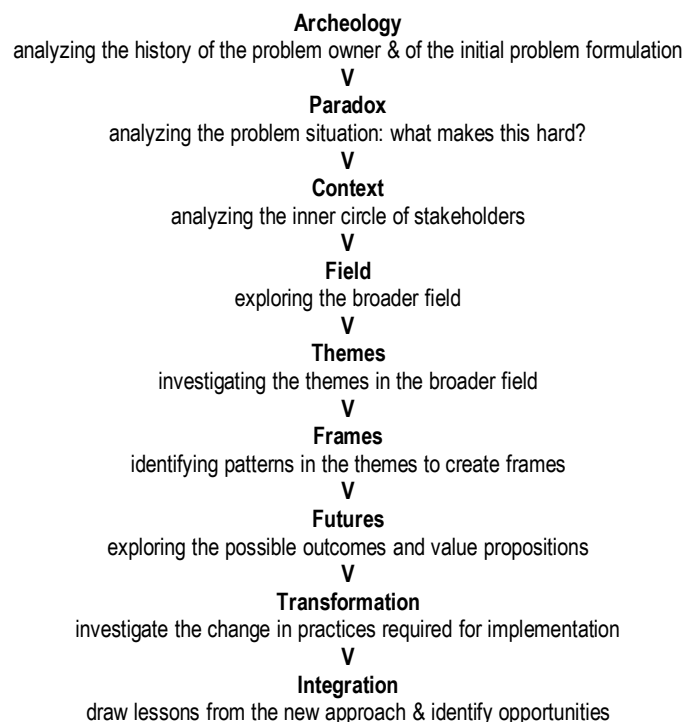 Archeology
analyzing the history of the problem owner & of the initial problem formulation
V
Paradox
analyzing the problem situation: what makes this hard?
V
Context
analyzing the inner circle of stakeholders
V
Field
exploring the broader field
V
Themes
investigating the themes in the broader field
V
Frames
identifying patterns in the themes to create frames
V
Futures
exploring the possible outcomes and value propositions
V
Transformation
investigate the change in practices required for implementation
V
Integration
draw lessons from the new approach & identify opportunities